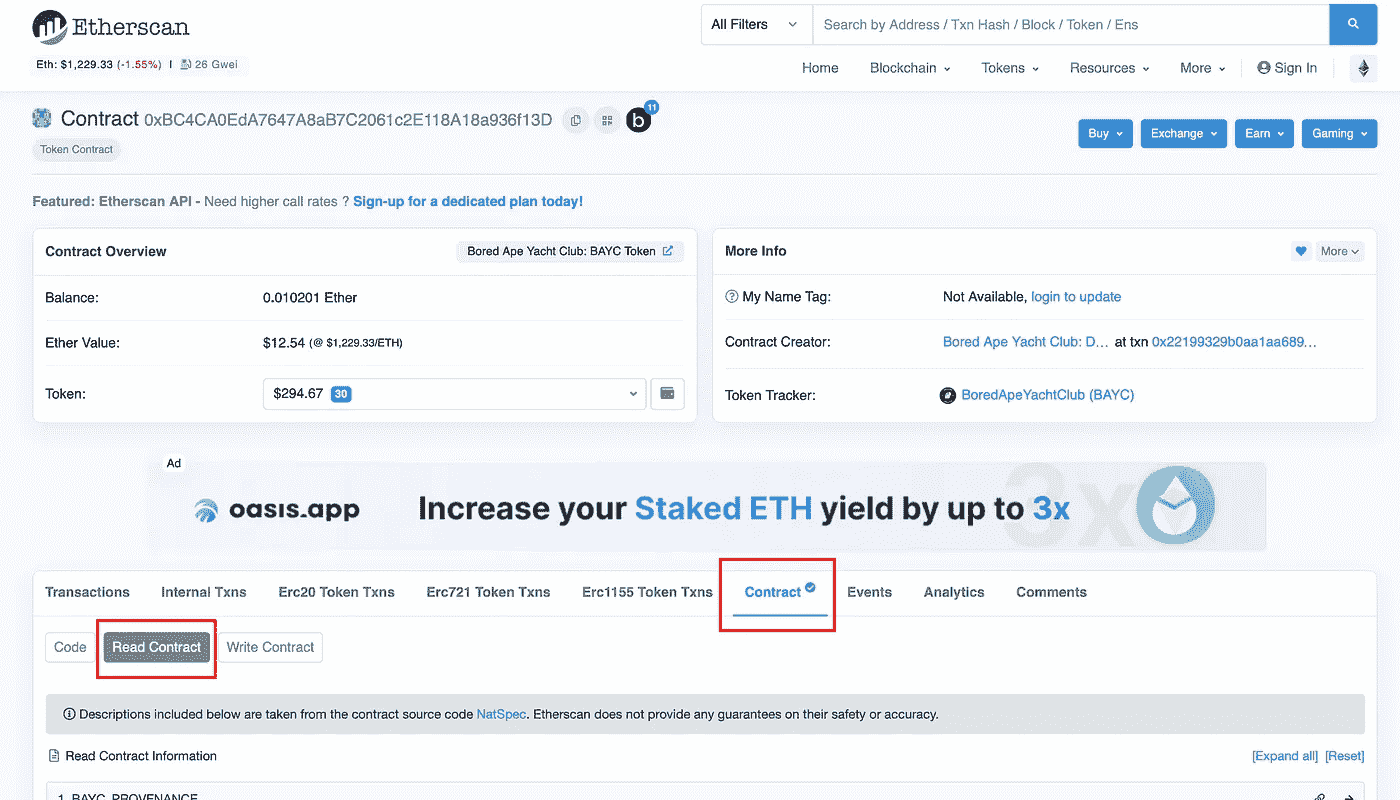 Etherscan
All Filters
Search by Address / Txn Hash / Block / Token / Ens
Eth: $1,229.33 (-1.55%) | 26 Gwei
Home Blockchain Tokens Resources More Sign In
Contract 0xBC4CA0EdA7647A8aB7C2061c2E118A18a936f13D b 11
Token Contract
Buy Exchange Earn Gaming
Featured: Etherscan API - Need higher call rates ? Sign-up for a dedicated plan today!
Contract Overview
Bored Ape Yacht Club: BAYC Token
Balance: 0.010201 Ether
Ether Value: $12.54 (@ $1,229.33/ETH)
Token: $294.67 30
More Info
More
My Name Tag: Not Available, login to update
Contract Creator: Bored Ape Yacht Club: D... at txn 0x22199329b0aa1aa689...
Token Tracker: BoredApeYachtClub (BAYC)
Ad
oasis.app Increase your Staked ETH yield by up to 3x
3x
Transactions Internal Txns Erc20 Token Txns Erc721 Token Txns Erc1155 Token Txns Contract Events Analytics Comments
Code Read Contract Write Contract
Descriptions included below are taken from the contract source code NatSpec. Etherscan does not provide any guarantees on their safety or accuracy.
Read Contract Information
[Expand all] [Reset]
1. BAYC_PROVENANCE